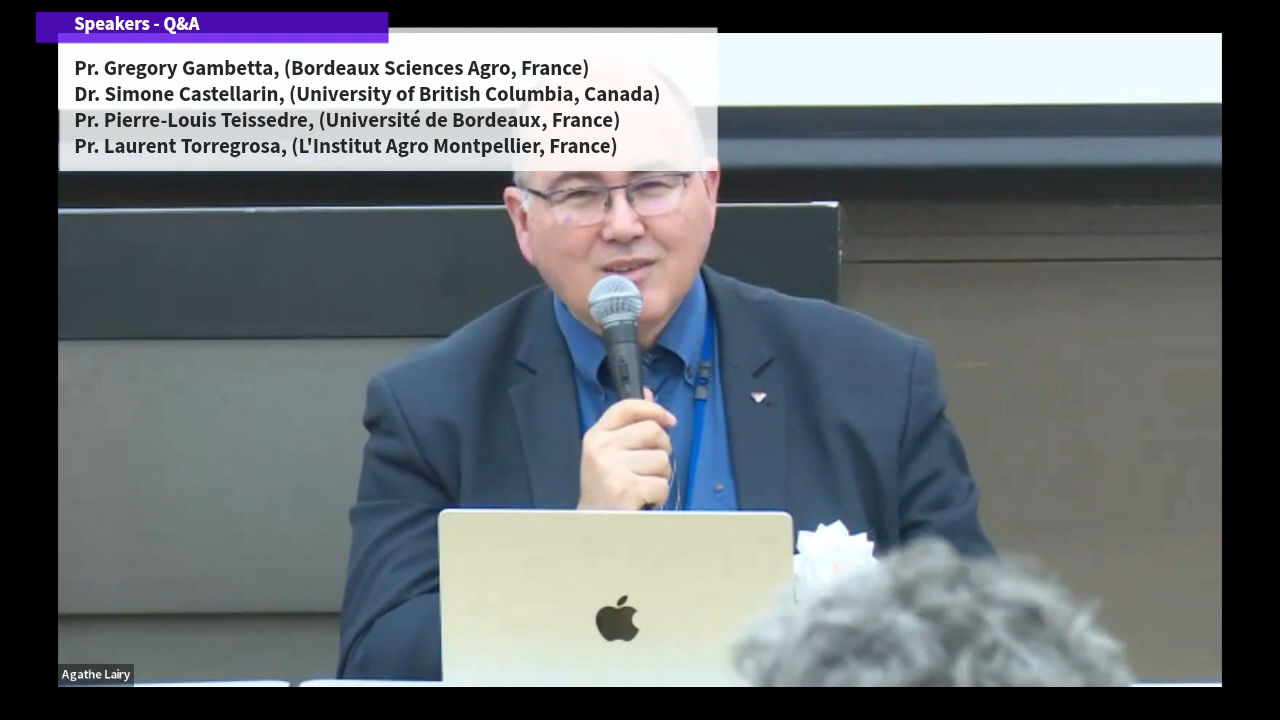 Speakers - Q&A
Pr. Gregory Gambetta, (Bordeaux Sciences Agro, France)
Dr. Simone Castellarin, (University of British Columbia, Canada)
Pr. Pierre-Louis Teissedre, (Université de Bordeaux, France)
Pr. Laurent Torregrosa, (L'Institut Agro Montpellier, France)
Agathe Lairy